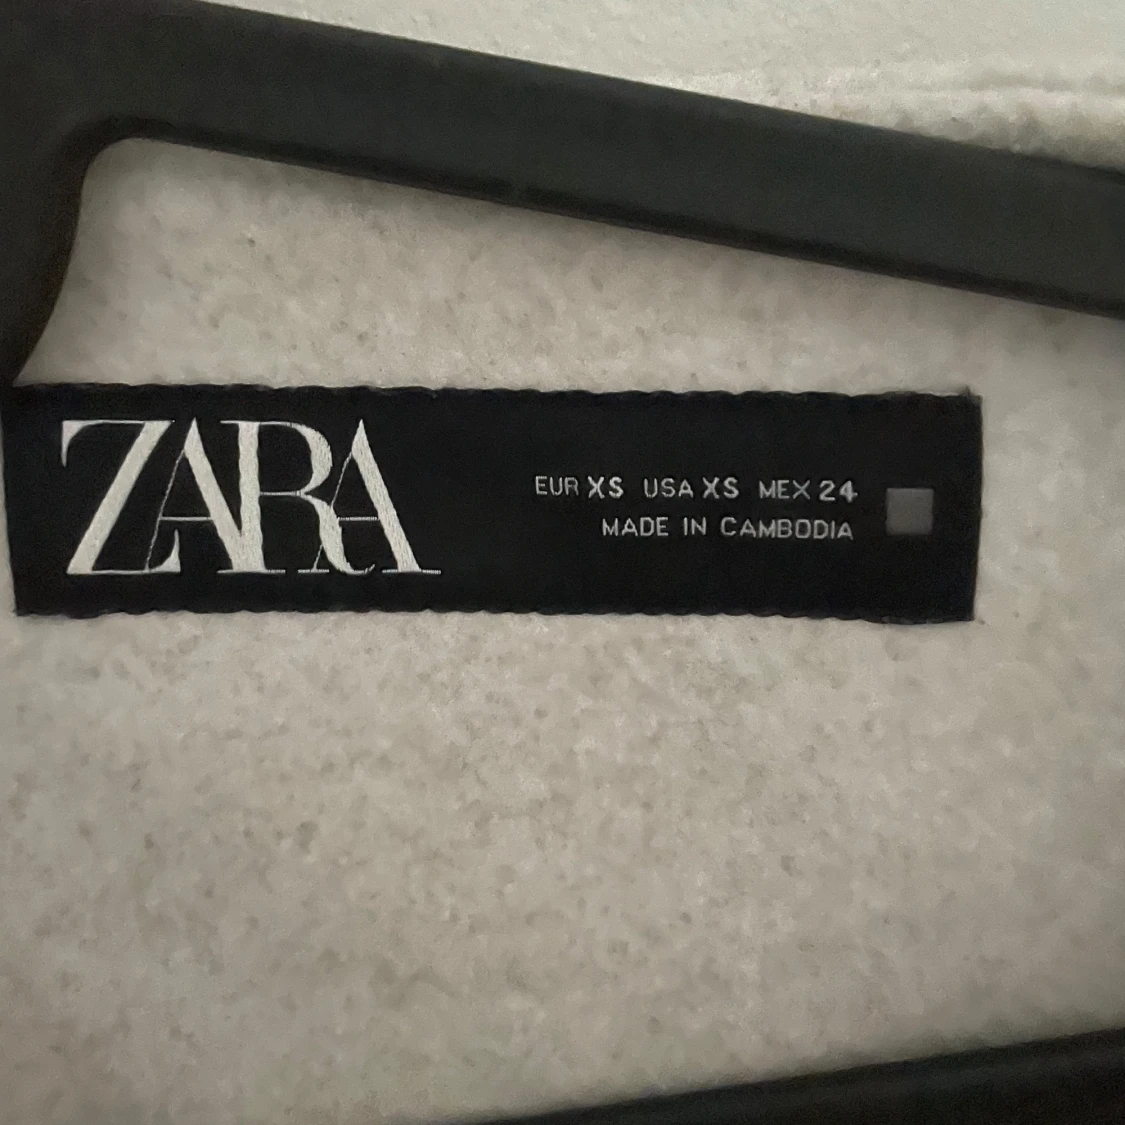 ZARA
EUR XS USA XS MEX 24
MADE IN CAMBODIA